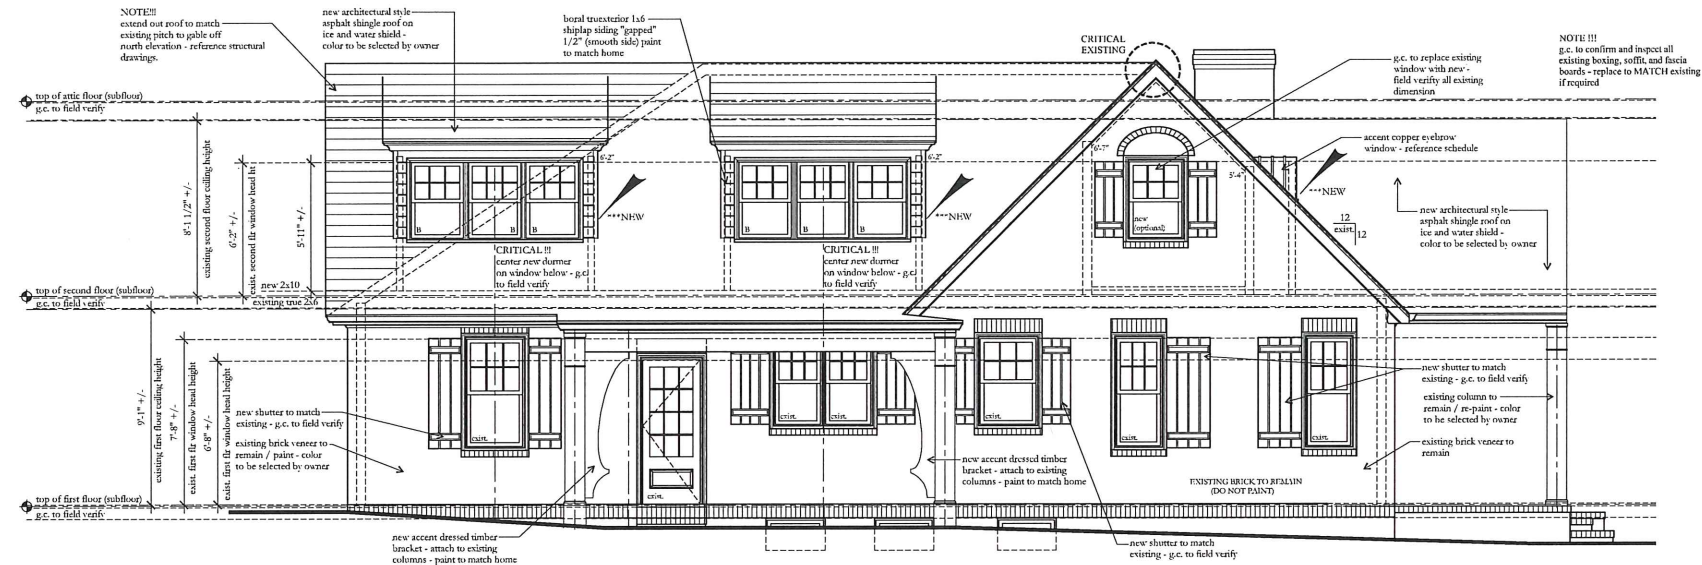 NOTE!!!
extend out roof to match
existing pitch to gable off
north elevation - reference structural
drawings.
new architectural style
asphalt shingle roof on
ice and water shield -
color to be selected by owner
boral truexterior 1x6
shiplap siding "gapped"
1/2" (smooth side) paint
to match home
CRITICAL
EXISTING
g.c. to replace existing
window with new -
field verifty all existing
dimension
NOTE !!!
g.c. to confirm and inspect all
existing boxing, soffit, and fascia
boards - replace to MATCH existing
if required
top of attic floor (subfloor)
g.c. to field verify
accent copper eyebrow
window - reference schedule
8'-1 1/2" +/-
existing second floor ceiling height
6'-2" +/-
exist. second flr window head ht
5'-11" +/-
6'-2"
6'-2"
6'-7"
5'-4"
***NEW
***NEW
***NEW
B
B
B
B
B
new
(optional)
12
exist.
12
new architectural style
asphalt shingle roof on
ice and water shield -
color to be selected by owner
CRITICAL !!!
center new dormer
on window below - g.c.
to field verify
CRITICAL !!!
center new dormer
on window below - g.c.
to field verify
new 2x10
existing true 2x6
top of second floor (subfloor)
g.c. to field verify
9'-1" +/-
existing first floor ceiling height
7'-8" +/-
exist. first flr window head height
6'-8" +/-
exist. first flr window head height
new shutter to match
existing - g.c. to field verify
existing brick veneer to
remain / paint - color
to be selected by owner
exist.
exist.
exist.
exist.
exist.
exist.
exist.
new shutter to match
existing - g.c. to field verify
existing column to
remain / re-paint - color
to be selected by owner
existing brick veneer to
remain
new accent dressed timber
bracket - attach to existing
columns - paint to match home
EXISTING BRICK TO REMAIN
(DO NOT PAINT)
top of first floor (subfloor)
g.c. to field verify
new accent dressed timber
bracket - attach to existing
columns - paint to match home
new shutter to match
existing - g.c. to field verify